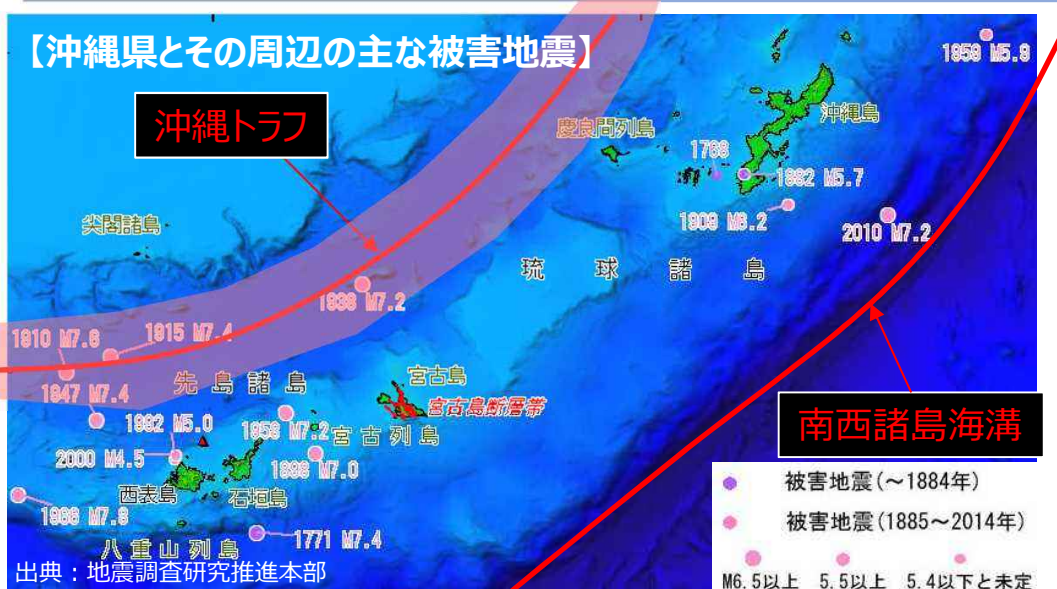 【沖縄県とその周辺の主な被害地震】
1959 M5.9
沖縄トラフ
沖縄島
慶良間列島
1768
1882 M5.7
1909 M6.2
2010 M7.2
尖閣諸島
琉球諸島
1938 M7.2
1910 M7.6
1915 M7.4
1947 M7.4
先島諸島
宮古島
宮古島断層帯
1992 M5.0
1958 M7.2
宮古列島
南西諸島海溝
2000 M4.5
1898 M7.0
西表島
石垣島
1966 M7.8
1771 M7.4
八重山列島
出典：地震調査研究推進本部
被害地震(～1884年)
被害地震(1885～2014年)
M6.5以上 5.5以上 5.4以下と未定